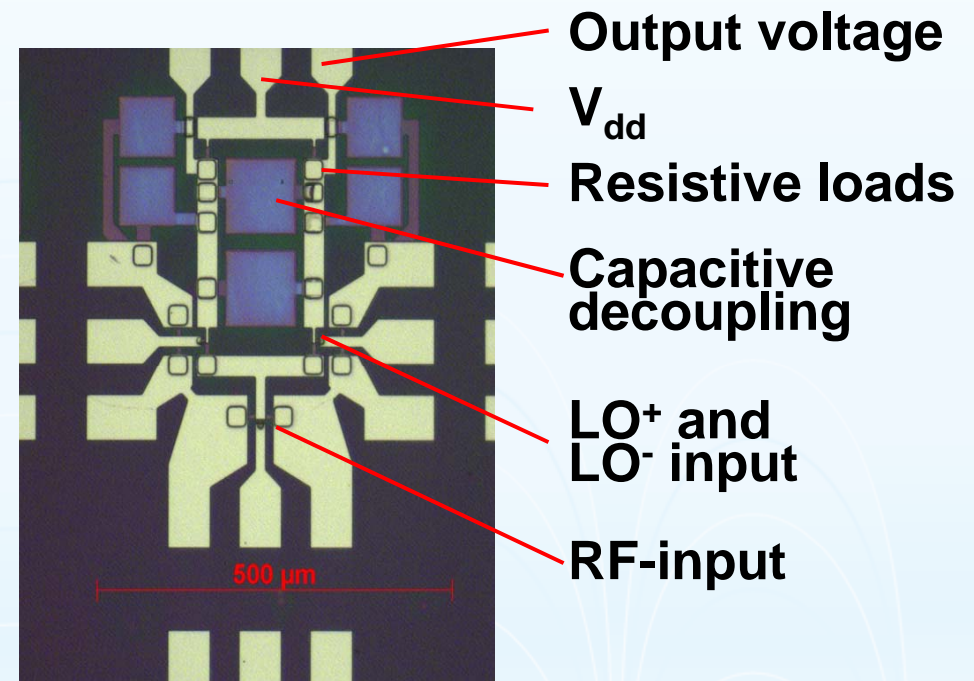 Output voltage
Vdd
Resistive loads
Capacitive
decoupling
LO+ and
LO- input
RF-input
500 µm